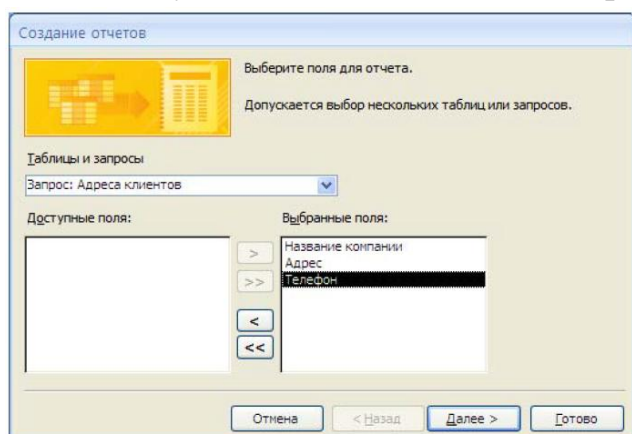 Создание отчетов
Выберите поля для отчета.
Допускается выбор нескольких таблиц или запросов.
Таблицы и запросы
Запрос: Адреса клиентов
Доступные поля:
Выбранные поля:
Название компании
Адрес
Телефон
>
>>
<
<<
Отмена
< Назад
Далее >
Готово